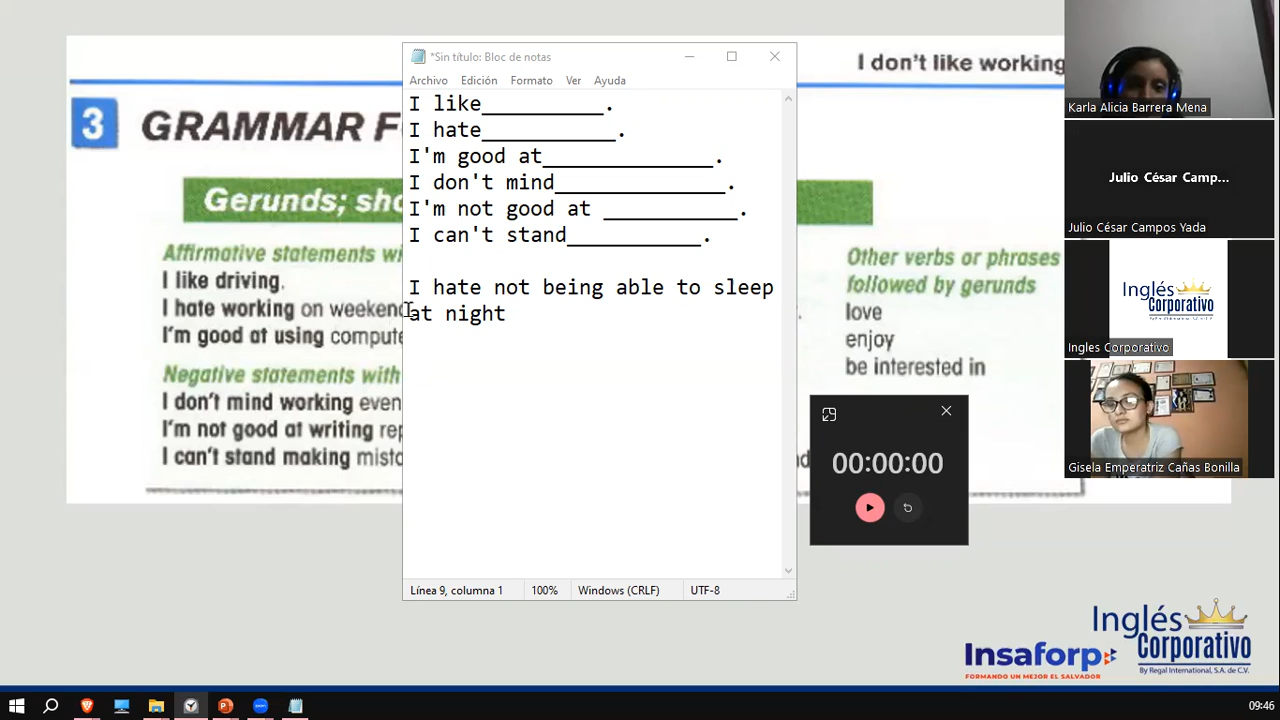 I don't like working
3 GRAMMAR F
Gerunds; sho
Affirmative statements wi
I like driving.
I hate working on weekend
I'm good at using compute
Negative statements with
I don't mind working even
I'm not good at writing rep
I can't stand making mista
Other verbs or phrases
followed by gerunds
love
enjoy
be interested in
*Sin título: Bloc de notas
Archivo Edición Formato Ver Ayuda
I like__________.
I hate___________.
I'm good at______________.
I don't mind______________.
I'm not good at ___________.
I can't stand___________.
I hate not being able to sleep
at night
Línea 9, columna 1 100% Windows (CRLF) UTF-8
00:00:00
Karla Alicia Barrera Mena
Julio César Camp...
Julio César Campos Yada
Inglés
Corporativo
Ingles Corporativo
Gisela Emperatriz Cañas Bonilla
Insaforp
FORMANDO UN MEJOR EL SALVADOR
Inglés
Corporativo
By Regal International, S.A. de C.V.
09:46